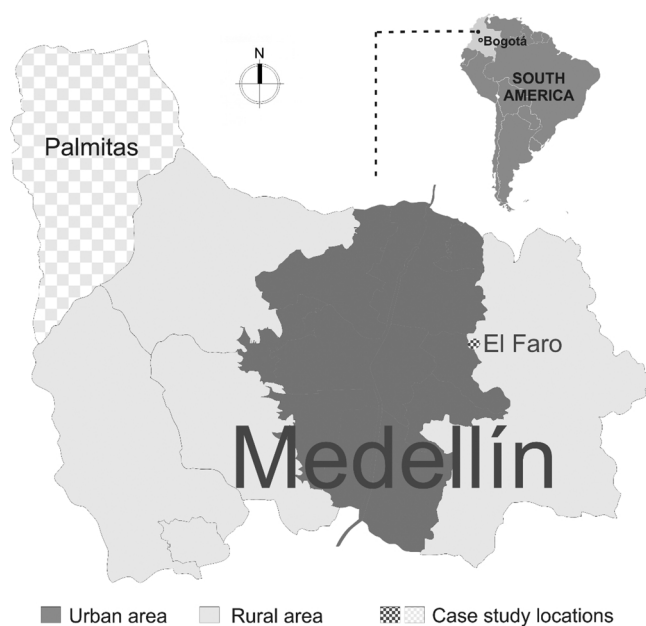 N
Bogotá
SOUTH
AMERICA
Palmitas
El Faro
Medellín
Urban area
Rural area
Case study locations